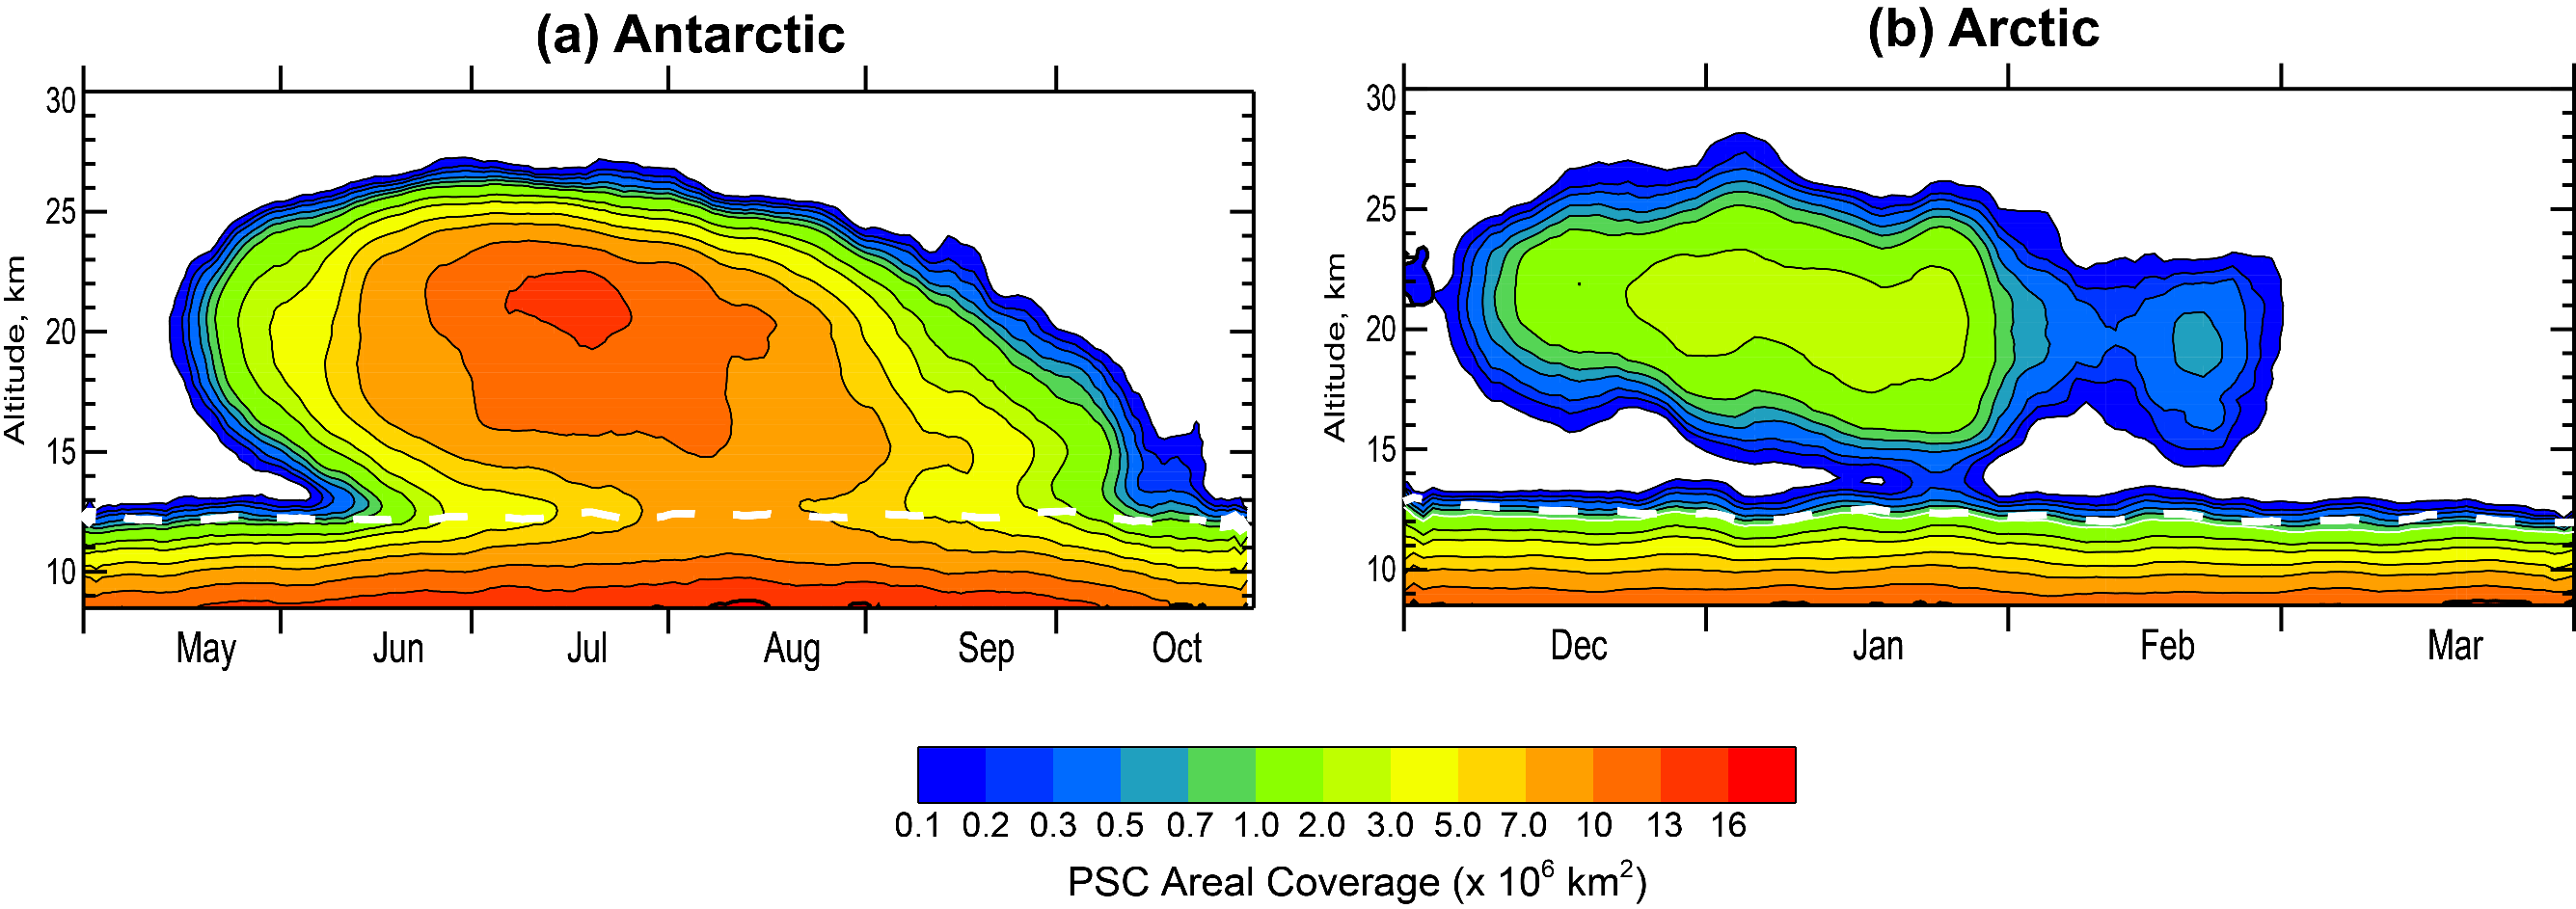 (a) Antarctic
(b) Arctic
30
25
20
15
10
Altitude, km
May Jun Jul Aug Sep Oct
30
25
20
15
10
Altitude, km
Dec Jan Feb Mar
0.1 0.2 0.3 0.5 0.7 1.0 2.0 3.0 5.0 7.0 10 13 16
PSC Areal Coverage (x 10⁶ km²)